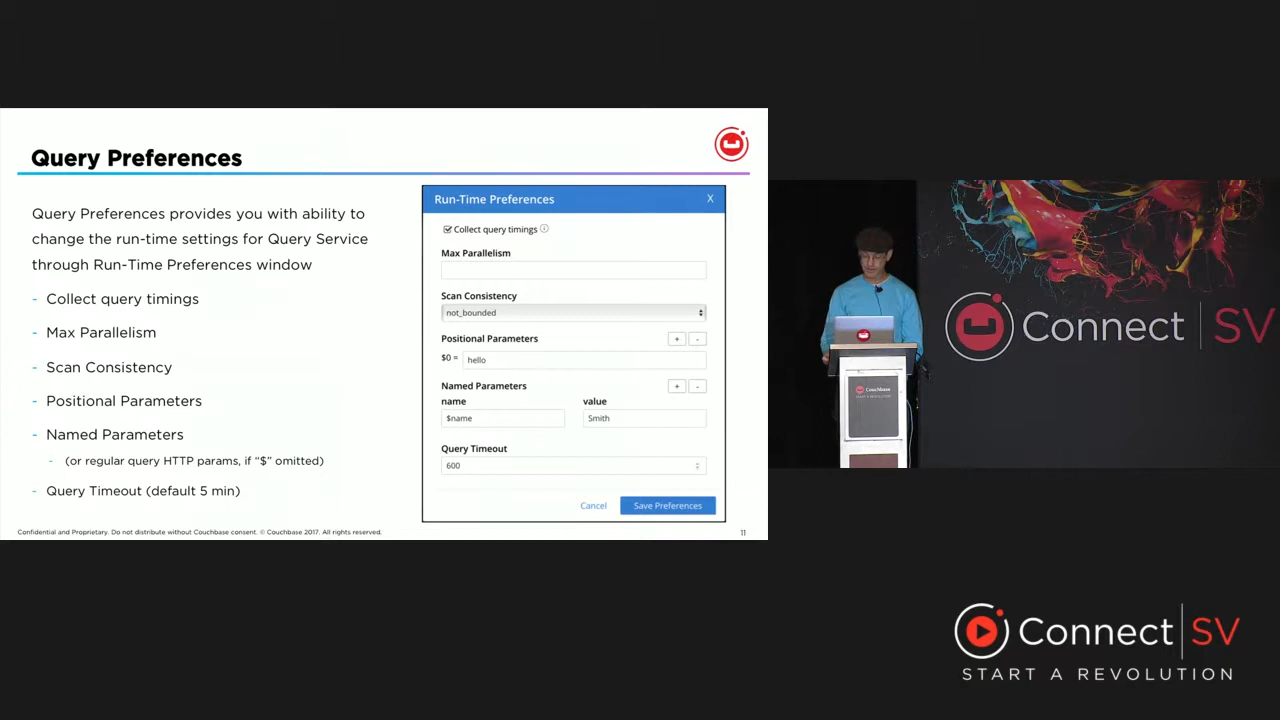 Query Preferences
Query Preferences provides you with ability to
change the run-time settings for Query Service
through Run-Time Preferences window
- Collect query timings
- Max Parallelism
- Scan Consistency
- Positional Parameters
- Named Parameters
- (or regular query HTTP params, if “$” omitted)
- Query Timeout (default 5 min)
Run-Time Preferences X
Collect query timings
Max Parallelism
Scan Consistency
not_bounded
Positional Parameters + -
$0 = hello
Named Parameters + -
name value
$name Smith
Query Timeout
600
Cancel Save Preferences
Confidential and Proprietary. Do not distribute without Couchbase consent. © Couchbase 2017. All rights reserved. 11
Connect SV
Couchbase
Connect SV
START A REVOLUTION